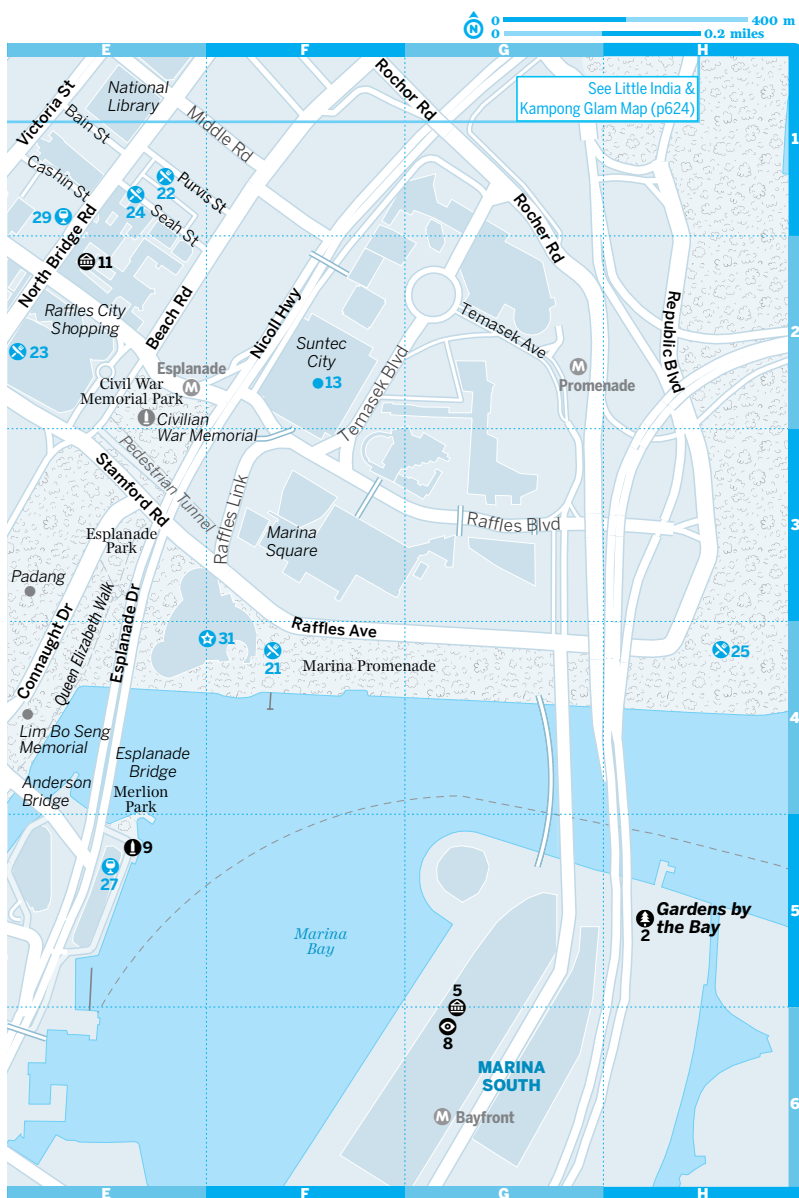 N
0 400 m
0 0.2 miles
E F G H
See Little India &
Kampong Glam Map (p624)
National
Library
Rochor Rd
Victoria St
Bain St
Middle Rd
1
Cashin St
22
Purvis St
24
Seah St
29
Rocher Rd
North Bridge Rd
11
Beach Rd
Nicoll Hwy
Raffles City
Shopping
Republic Blvd
Temasek Ave
2
Suntec
City
23
Esplanade
M
13
Temasek Blvd
M
Promenade
Civil War
Memorial Park
Civilian
War Memorial
Pedestrian Tunnel
Stamford Rd
Raffles Link
Raffles Blvd
3
Marina
Square
Esplanade
Park
Padang
Connaught Dr
Queen Elizabeth Walk
Esplanade Dr
Raffles Ave
31
21
Marina Promenade
25
4
Lim Bo Seng
Memorial
Esplanade
Bridge
Anderson
Bridge
Merlion
Park
9
27
Marina
Bay
Gardens by
the Bay
2
5
5
8
MARINA
SOUTH
6
M Bayfront
E F G H